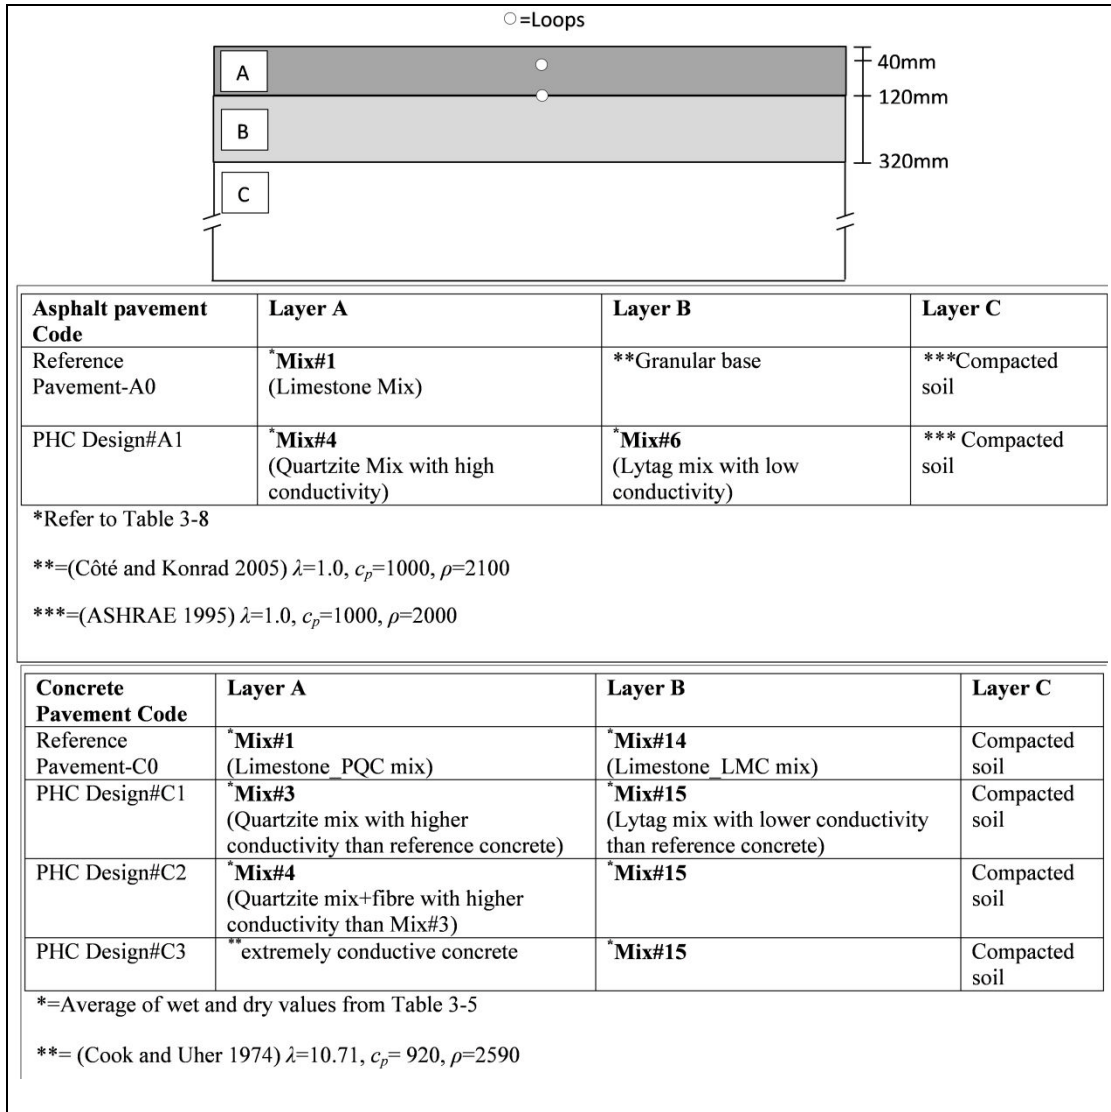 ○=Loops
A
B
C
40mm
120mm
320mm
Asphalt pavement Code Layer A Layer B Layer C
Reference Pavement-A0 *Mix#1 (Limestone Mix) **Granular base ***Compacted soil
PHC Design#A1 *Mix#4 (Quartzite Mix with high conductivity) *Mix#6 (Lytag mix with low conductivity) *** Compacted soil
*Refer to Table 3-8
**=(Côté and Konrad 2005) λ=1.0, cp=1000, ρ=2100
***=(ASHRAE 1995) λ=1.0, cp=1000, ρ=2000
Concrete Pavement Code Layer A Layer B Layer C
Reference Pavement-C0 *Mix#1 (Limestone_PQC mix) *Mix#14 (Limestone_LMC mix) Compacted soil
PHC Design#C1 *Mix#3 (Quartzite mix with higher conductivity than reference concrete) *Mix#15 (Lytag mix with lower conductivity than reference concrete) Compacted soil
PHC Design#C2 *Mix#4 (Quartzite mix+fibre with higher conductivity than Mix#3) *Mix#15 Compacted soil
PHC Design#C3 **extremely conductive concrete *Mix#15 Compacted soil
*=Average of wet and dry values from Table 3-5
**= (Cook and Uher 1974) λ=10.71, cp= 920, ρ=2590